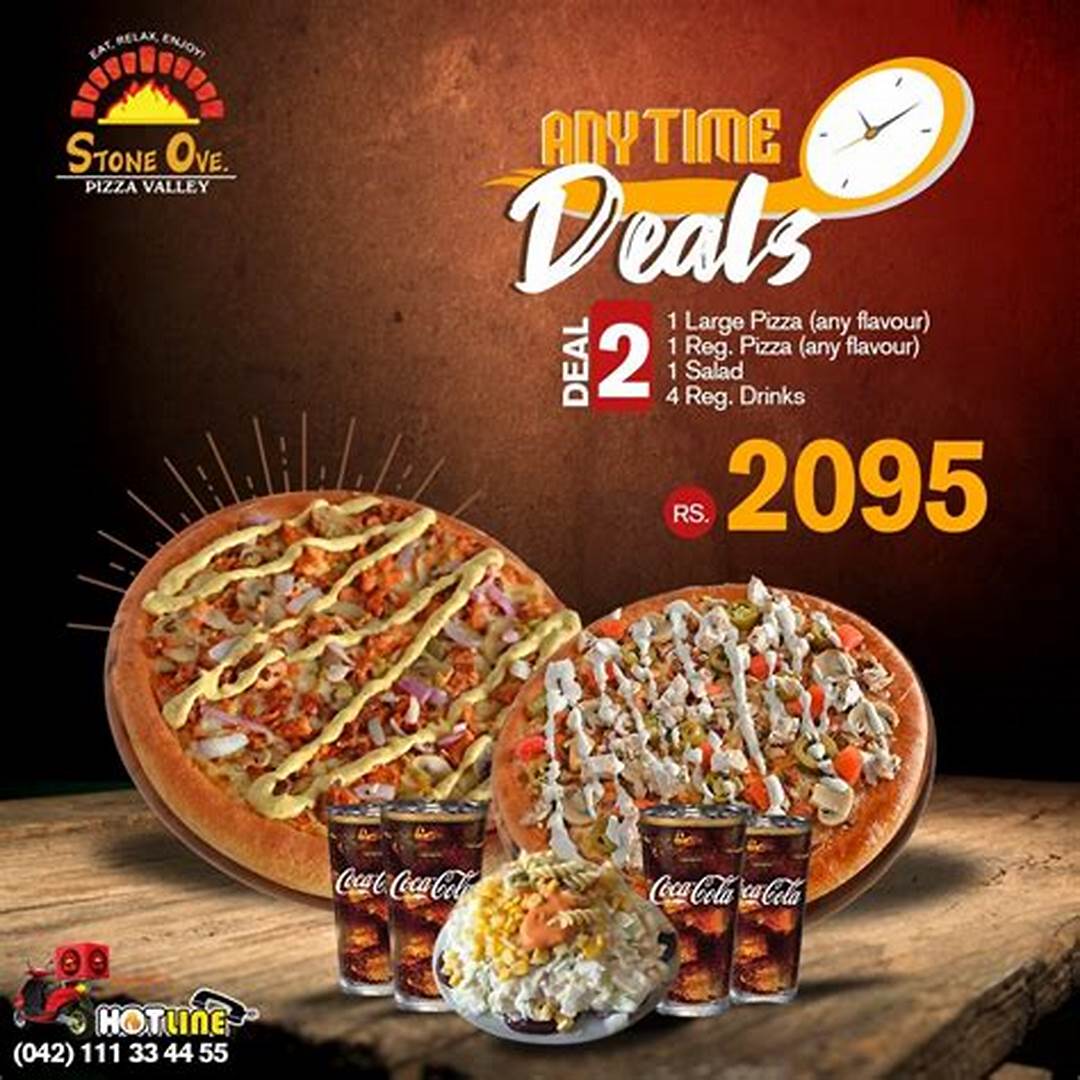 EAT, RELAX, ENJOY!
STONE OVE.
PIZZA VALLEY
ANYTIME
Deals
DEAL 2
1 Large Pizza (any flavour)
1 Reg. Pizza (any flavour)
1 Salad
4 Reg. Drinks
RS. 2095
Coca-Cola Coca-Cola Coca-Cola Coca-Cola
HOTLINE
(042) 111 33 44 55